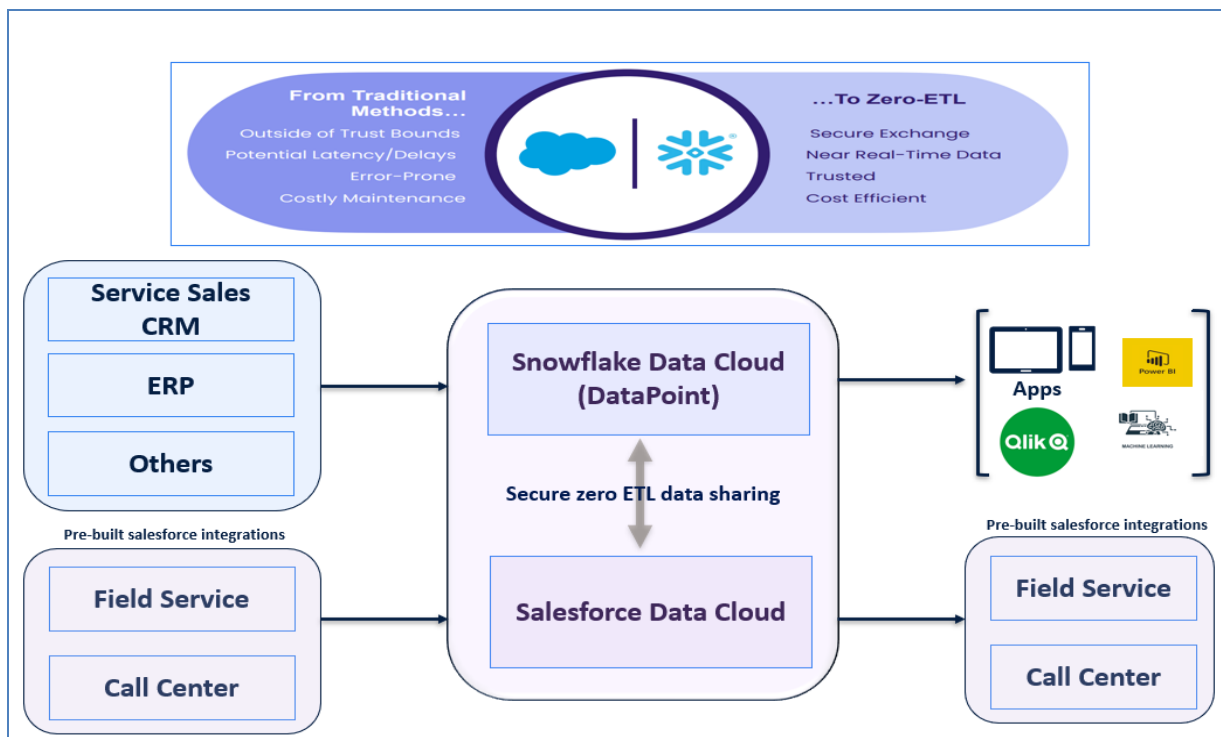 From Traditional
Methods...
Outside of Trust Bounds
Potential Latency/Delays
Error-Prone
Costly Maintenance
...To Zero-ETL
Secure Exchange
Near Real-Time Data
Trusted
Cost Efficient
Service Sales
CRM
ERP
Others
Pre-built salesforce integrations
Field Service
Call Center
Snowflake Data Cloud
(DataPoint)
Secure zero ETL data sharing
Salesforce Data Cloud
Apps
Power BI
Qlik
MACHINE LEARNING
Pre-built salesforce integrations
Field Service
Call Center